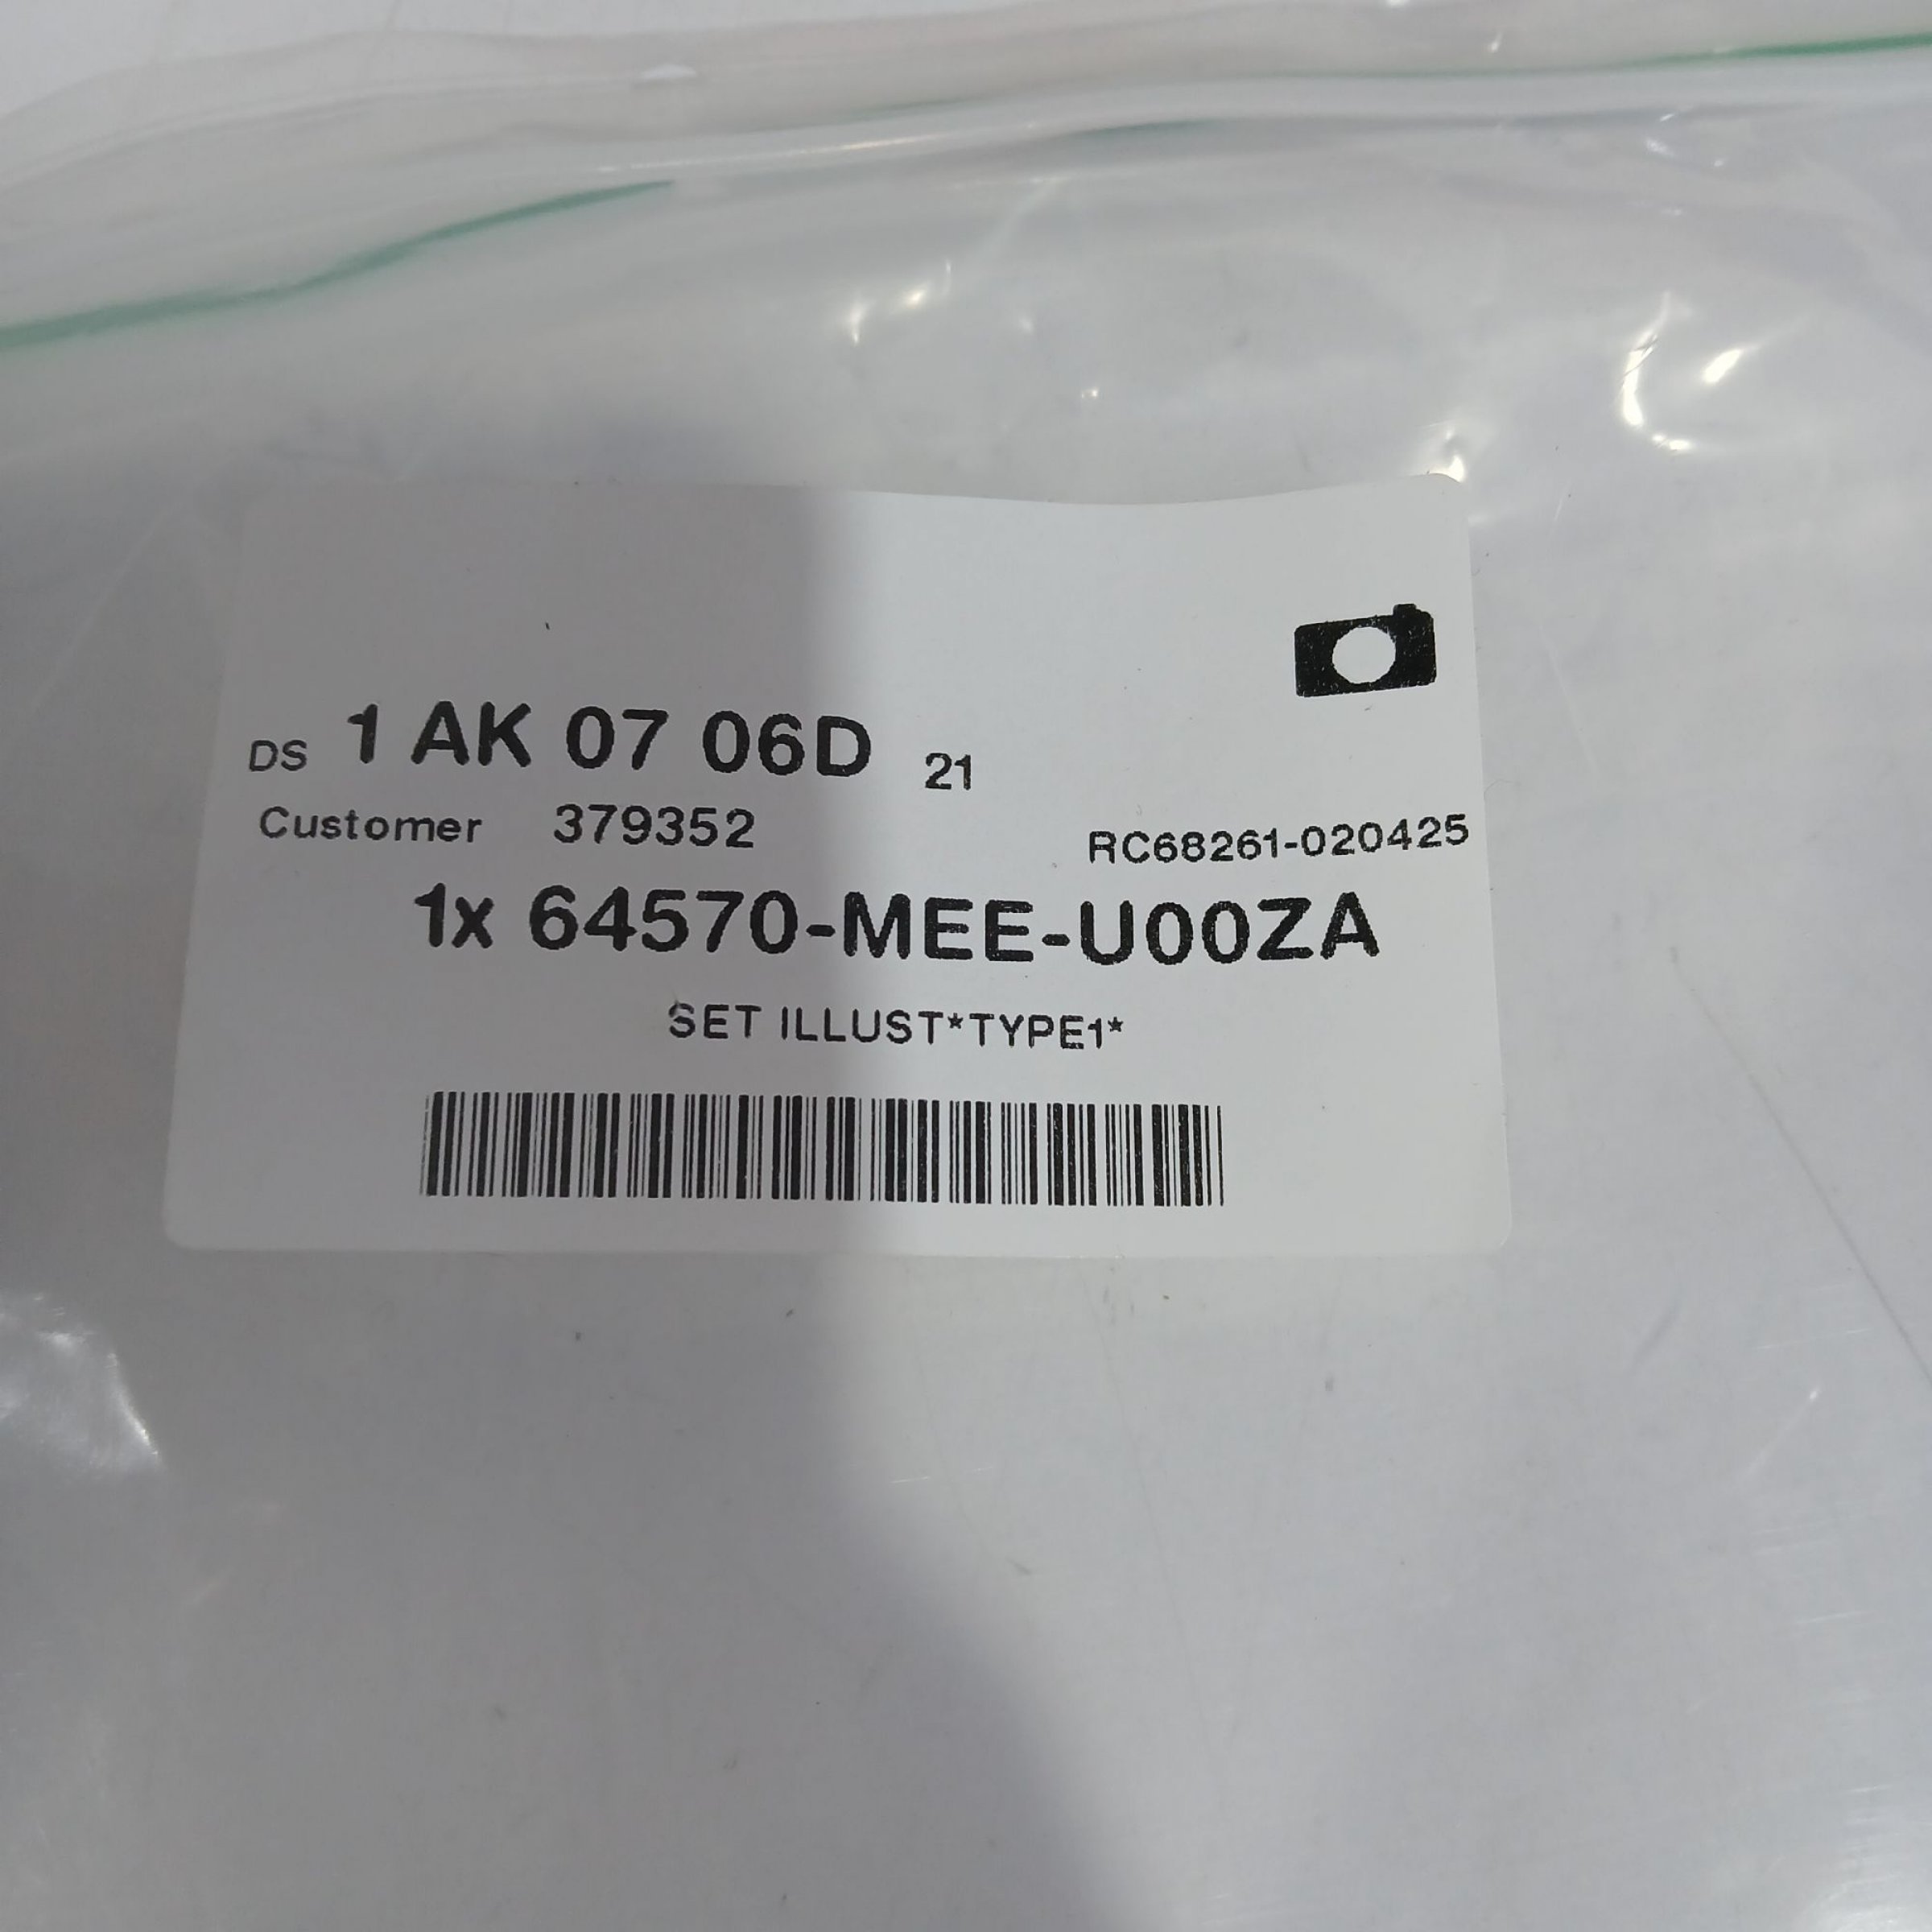 DS 1 AK 07 06D 21
Customer 379352 RC68261-020425
1x 64570-MEE-U00ZA
SET ILLUST*TYPE1*